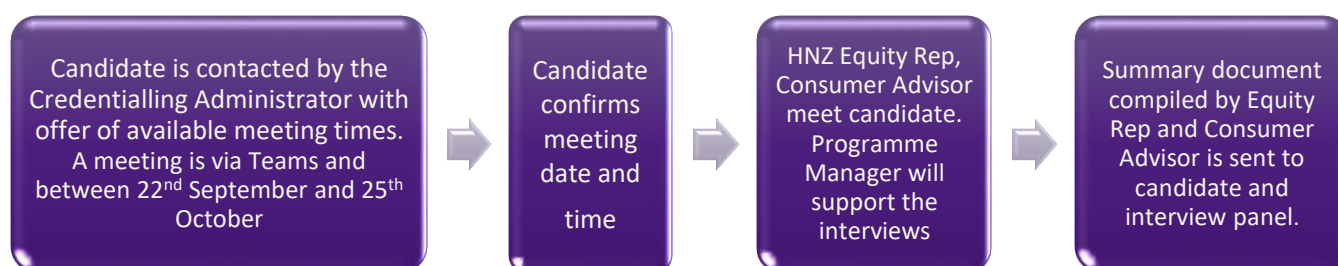 Candidate is contacted by the
Credentialling Administrator with
offer of available meeting times.
A meeting is via Teams and
between 22nd September and 25th
October
Candidate
confirms
meeting
date and
time
HNZ Equity Rep,
Consumer Advisor
meet candidate.
Programme
Manager will
support the
interviews
Summary document
compiled by Equity
Rep and Consumer
Advisor is sent to
candidate and
interview panel.